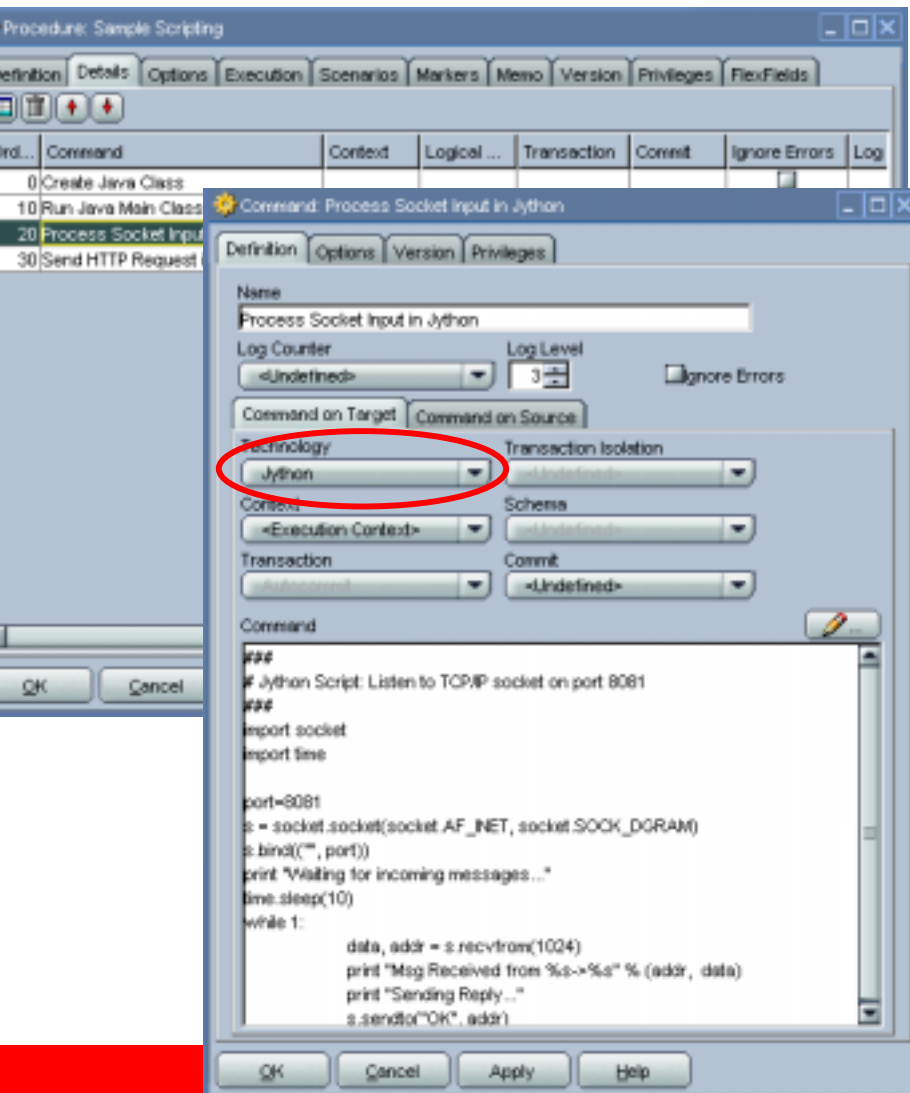 Procedure: Sample Scripting
efinition Details Options Execution Scenarios Markers Memo Version Privileges FlexFields
rd... Command Context Logical ... Transaction Commit Ignore Errors Log
0 Create Java Class
10 Run Java Main Class
20 Process Socket Input
30 Send HTTP Request
OK Cancel
Command: Process Socket Input in Jython
Definition Options Version Privileges
Name
Process Socket Input in Jython
Log Counter Log Level
<Undefined> 3 Ignore Errors
Command on Target Command on Source
Technology Transaction Isolation
Jython <Undefined>
Context Schema
<Execution Context> <Undefined>
Transaction Commit
Autocommit <Undefined>
Command
###
# Jython Script: Listen to TCP/IP socket on port 8081
###
import socket
import time
port=8081
s = socket.socket(socket.AF_INET, socket.SOCK_DGRAM)
s.bind(("", port))
print "Waiting for incoming messages..."
time.sleep(10)
while 1:
data, addr = s.recvfrom(1024)
print "Msg Received from %s->%s" % (addr, data)
print "Sending Reply..."
s.sendto("OK", addr)
OK Cancel Apply Help